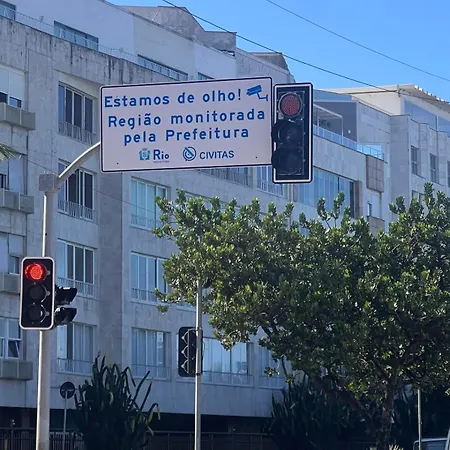 Estamos de olho!
Região monitorada
pela Prefeitura
Rio CIVITAS